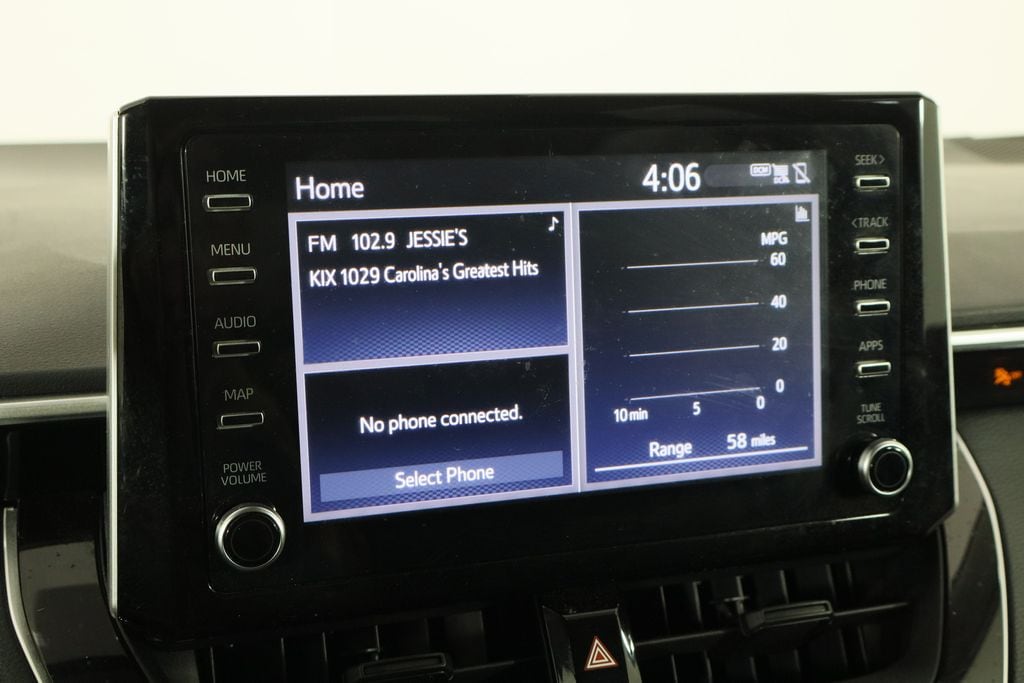 HOME
MENU
AUDIO
MAP
POWER
VOLUME
Home
4:06
DCM
DCM
FM 102.9 JESSIE'S
KIX 1029 Carolina's Greatest Hits
No phone connected.
Select Phone
MPG
60
40
20
0
10 min 5 0
Range 58 miles
SEEK >
< TRACK
PHONE
APPS
TUNE
SCROLL